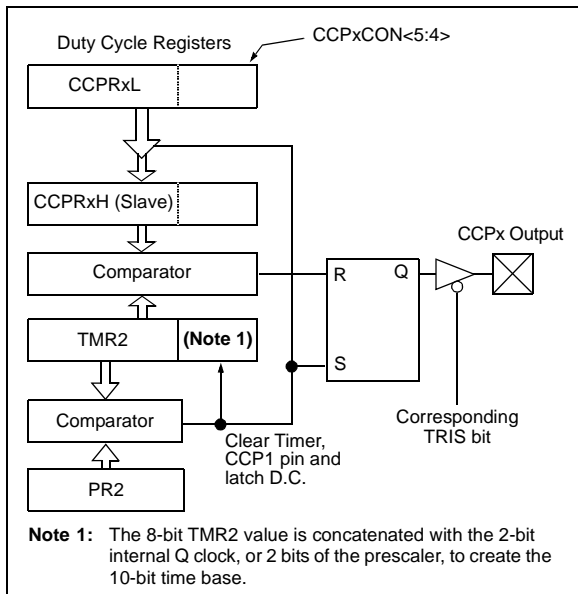 Duty Cycle Registers
CCPxCON<5:4>
CCPRxL
CCPRxH (Slave)
CCPx Output
Comparator
R
Q
TMR2
(Note 1)
S
Comparator
Clear Timer,
CCP1 pin and
latch D.C.
Corresponding
TRIS bit
PR2
Note 1: The 8-bit TMR2 value is concatenated with the 2-bit
internal Q clock, or 2 bits of the prescaler, to create the
10-bit time base.